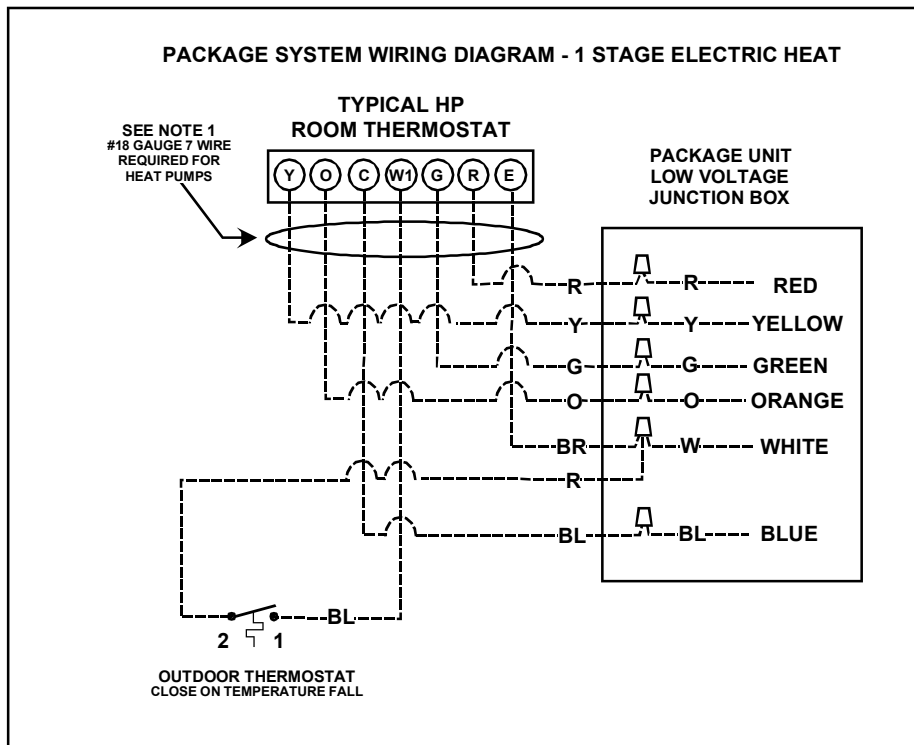 PACKAGE SYSTEM WIRING DIAGRAM - 1 STAGE ELECTRIC HEAT
TYPICAL HP
ROOM THERMOSTAT
SEE NOTE 1
#18 GAUGE 7 WIRE
REQUIRED FOR
HEAT PUMPS
Y O C W1 G R E
PACKAGE UNIT
LOW VOLTAGE
JUNCTION BOX
R R RED
Y Y YELLOW
G G GREEN
O O ORANGE
BR W WHITE
R
BL BL BLUE
BL
2 1
OUTDOOR THERMOSTAT
CLOSE ON TEMPERATURE FALL